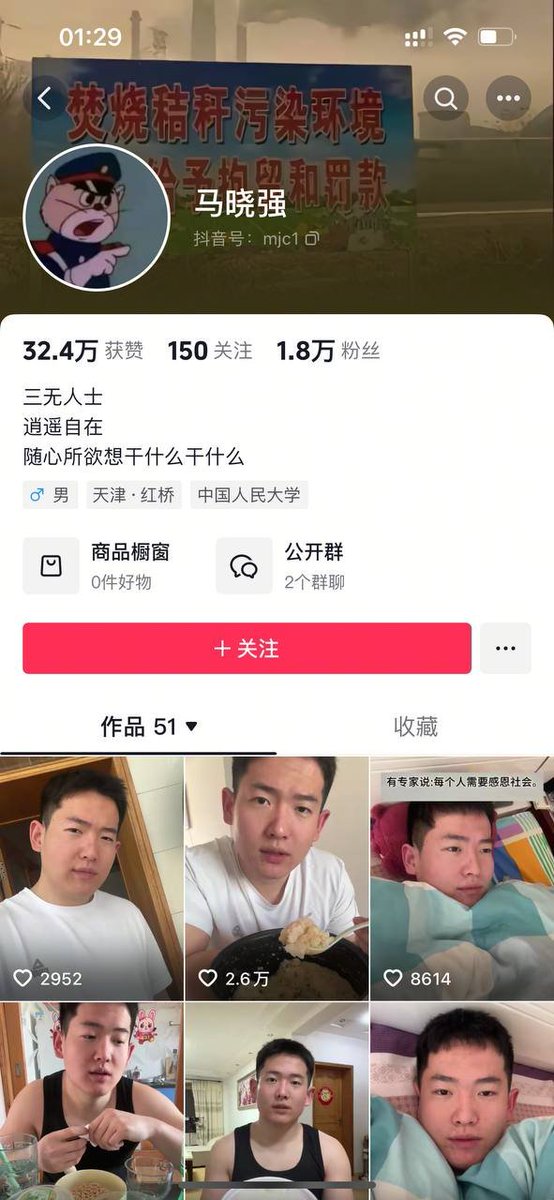 01:29
焚烧秸秆污染环境
给予拘留和罚款
马晓强
抖音号：mjc1
32.4万 获赞 150 关注 1.8万 粉丝
三无人士
逍遥自在
随心所欲想干什么干什么
♂ 男 天津·红桥 中国人民大学
商品橱窗
0件好物
公开群
2个群聊
＋关注
作品 51 ▼ 收藏
有专家说:每个人需要感恩社会。
2952
2.6万
8614